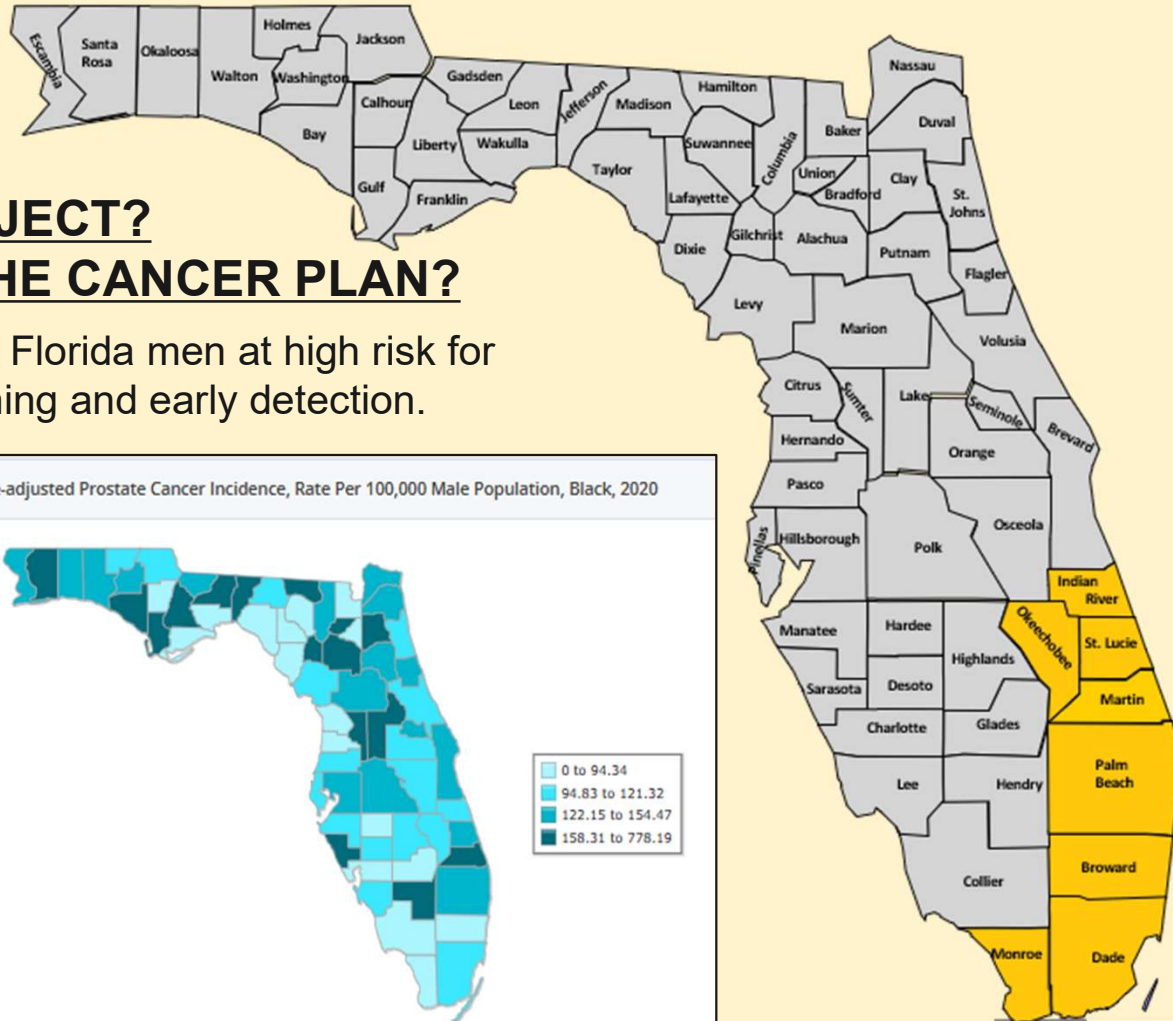 Escambia
Santa
Rosa
Okaloosa
Walton
Holmes
Washington
Jackson
Bay
Calhoun
Gulf
Gadsden
Liberty
Franklin
Leon
Wakulla
Jefferson
Madison
Taylor
Hamilton
Suwannee
Lafayette
Dixie
Columbia
Gilchrist
Baker
Union
Bradford
Alachua
Nassau
Duval
Clay
St.
Johns
Putnam
Flagler
Levy
Marion
Volusia
Citrus
Sumter
Lake
Seminole
Brevard
Hernando
Orange
Pasco
Pinellas
Hillsborough
Polk
Osceola
Indian
River
Okeechobee
St. Lucie
Manatee
Hardee
Highlands
Sarasota
Desoto
Martin
Charlotte
Glades
Lee
Hendry
Palm
Beach
Collier
Broward
Monroe
Dade
JECT?
HE CANCER PLAN?
Florida men at high risk for
ning and early detection.
-adjusted Prostate Cancer Incidence, Rate Per 100,000 Male Population, Black, 2020
0 to 94.34
94.83 to 121.32
122.15 to 154.47
158.31 to 778.19